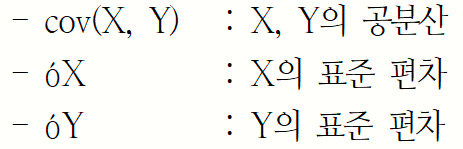 - cov(X, Y) : X, Y의 공분산
- óX : X의 표준 편차
- óY : Y의 표준 편차